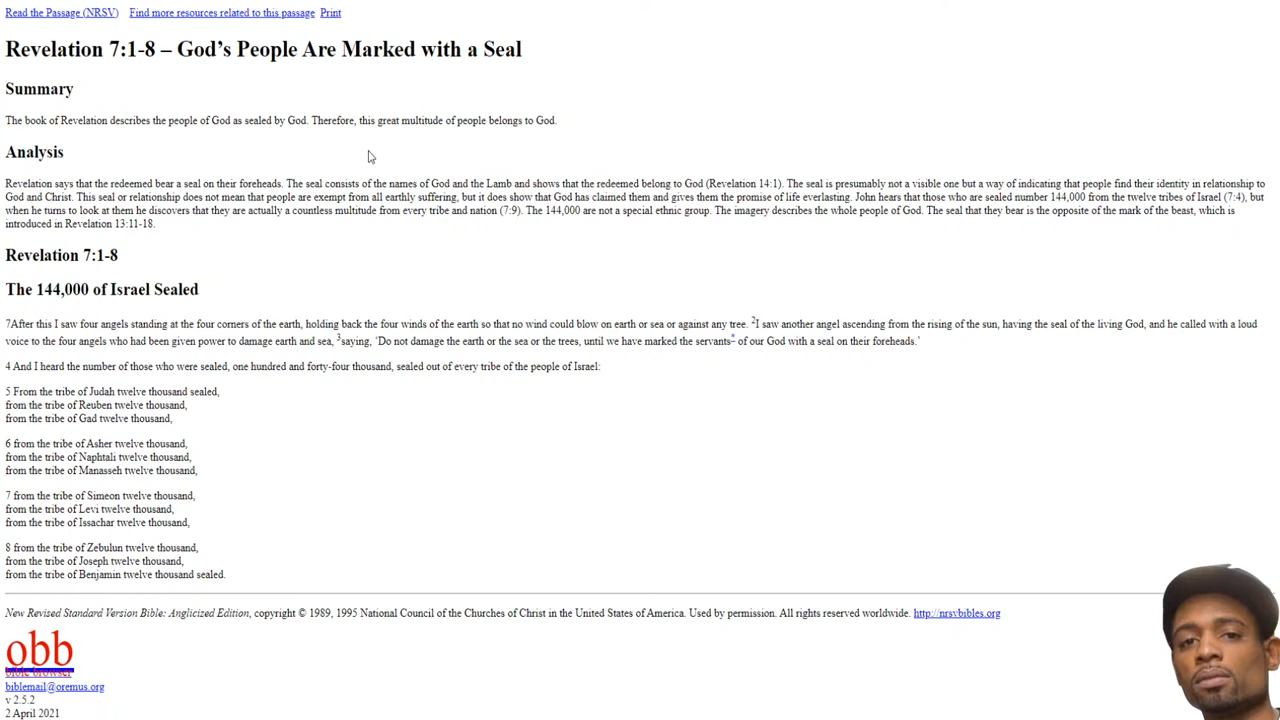 Read the Passage (NRSV) Find more resources related to this passage Print
Revelation 7:1-8 – God's People Are Marked with a Seal
Summary
The book of Revelation describes the people of God as sealed by God. Therefore, this great multitude of people belongs to God.
Analysis
Revelation says that the redeemed bear a seal on their foreheads. The seal consists of the names of God and the Lamb and shows that the redeemed belong to God (Revelation 14:1). The seal is presumably not a visible one but a way of indicating that people find their identity in relationship to
God and Christ. This seal or relationship does not mean that people are exempt from all earthly suffering, but it does show that God has claimed them and gives them the promise of life everlasting. John hears that those who are sealed number 144,000 from the twelve tribes of Israel (7:4), but
when he turns to look at them he discovers that they are actually a countless multitude from every tribe and nation (7:9). The 144,000 are not a special ethnic group. The imagery describes the whole people of God. The seal that they bear is the opposite of the mark of the beast, which is
introduced in Revelation 13:11-18.
Revelation 7:1-8
The 144,000 of Israel Sealed
7After this I saw four angels standing at the four corners of the earth, holding back the four winds of the earth so that no wind could blow on earth or sea or against any tree. 2I saw another angel ascending from the rising of the sun, having the seal of the living God, and he called with a loud
voice to the four angels who had been given power to damage earth and sea, 3saying, ‘Do not damage the earth or the sea or the trees, until we have marked the servants* of our God with a seal on their foreheads.’
4 And I heard the number of those who were sealed, one hundred and forty-four thousand, sealed out of every tribe of the people of Israel:
5 From the tribe of Judah twelve thousand sealed,
from the tribe of Reuben twelve thousand,
from the tribe of Gad twelve thousand,
6 from the tribe of Asher twelve thousand,
from the tribe of Naphtali twelve thousand,
from the tribe of Manasseh twelve thousand,
7 from the tribe of Simeon twelve thousand,
from the tribe of Levi twelve thousand,
from the tribe of Issachar twelve thousand,
8 from the tribe of Zebulun twelve thousand,
from the tribe of Joseph twelve thousand,
from the tribe of Benjamin twelve thousand sealed.
New Revised Standard Version Bible: Anglicized Edition, copyright © 1989, 1995 National Council of the Churches of Christ in the United States of America. Used by permission. All rights reserved worldwide. http://nrsvbibles.org
obb
bible browser
biblemail@oremus.org
v 2.5.2
2 April 2021